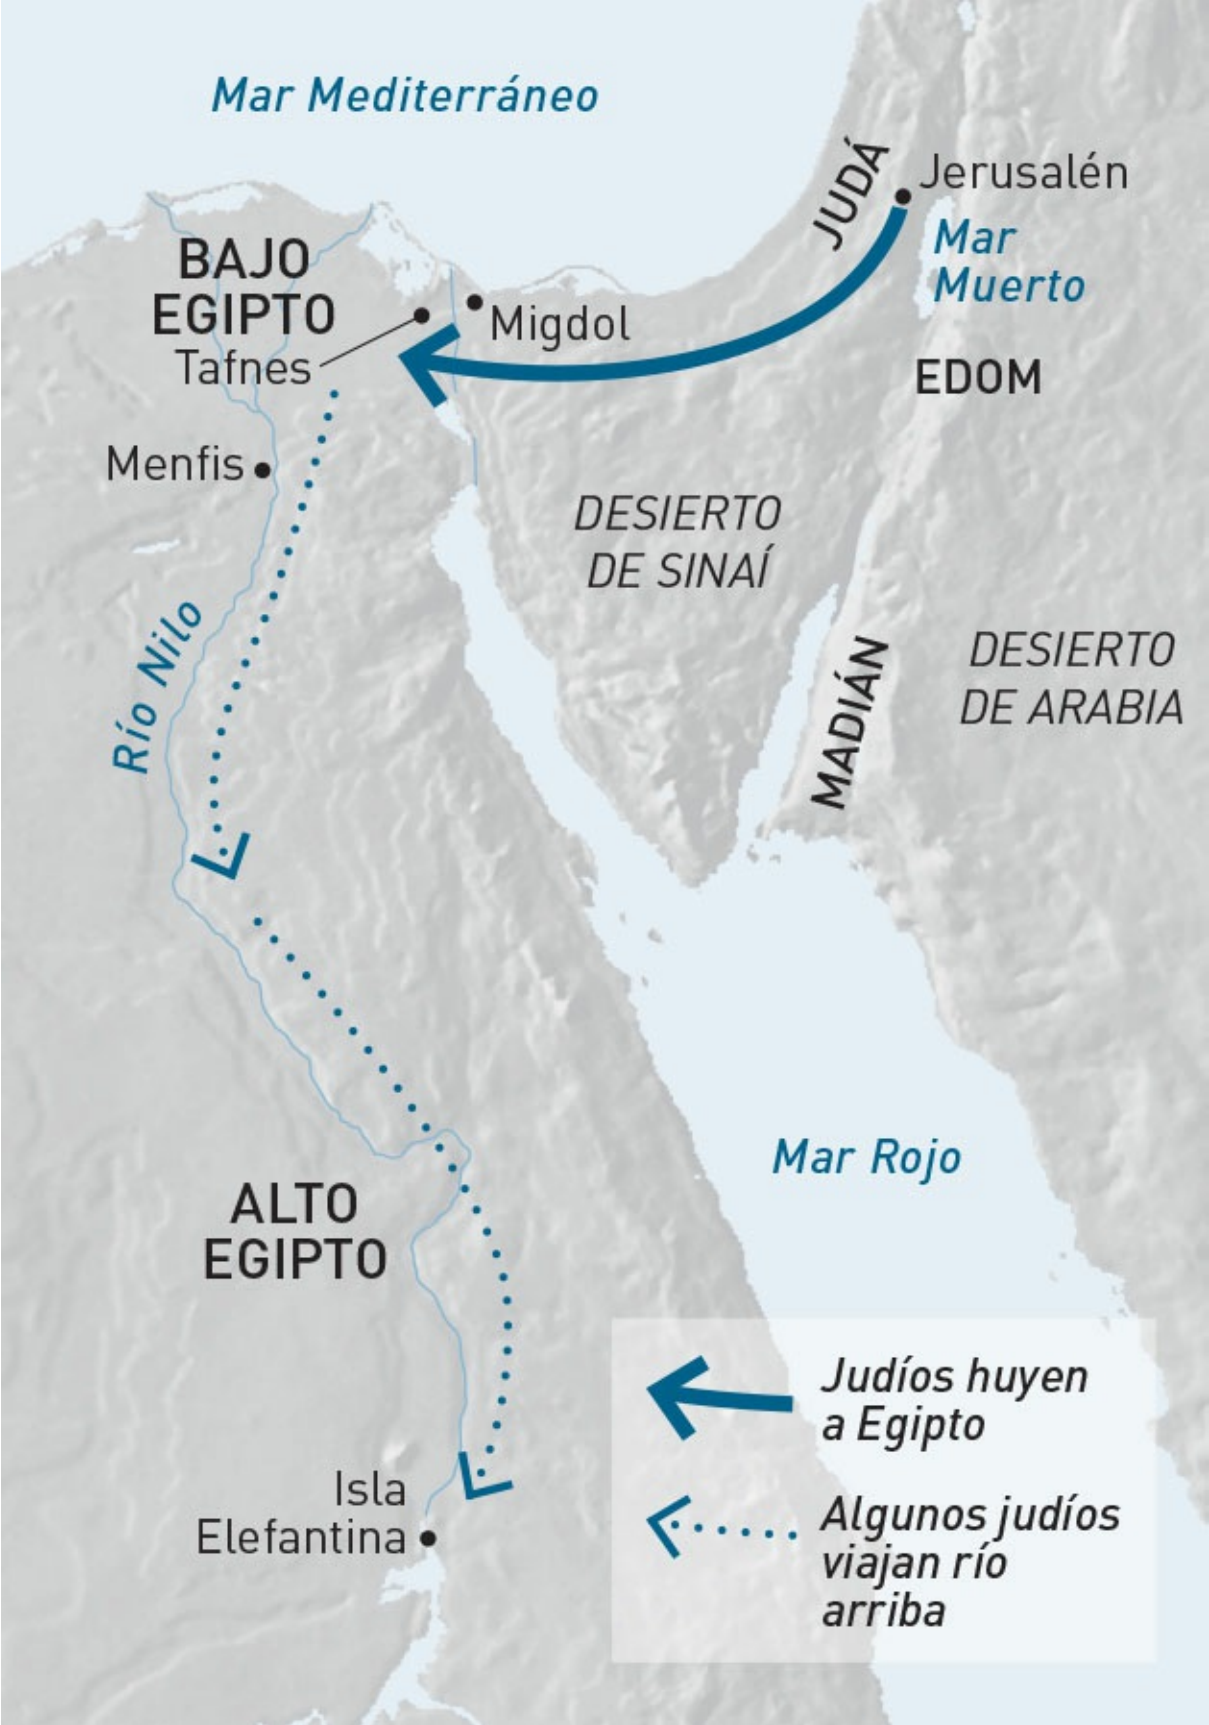 Mar Mediterráneo
JUDÁ
Jerusalén
Mar
Muerto
BAJO
EGIPTO
Migdol
Tafnes
EDOM
Menfis
DESIERTO
DE SINAÍ
Río Nilo
MADIÁN
DESIERTO
DE ARABIA
Mar Rojo
ALTO
EGIPTO
Isla
Elefantina
Judíos huyen
a Egipto
Algunos judíos
viajan río
arriba